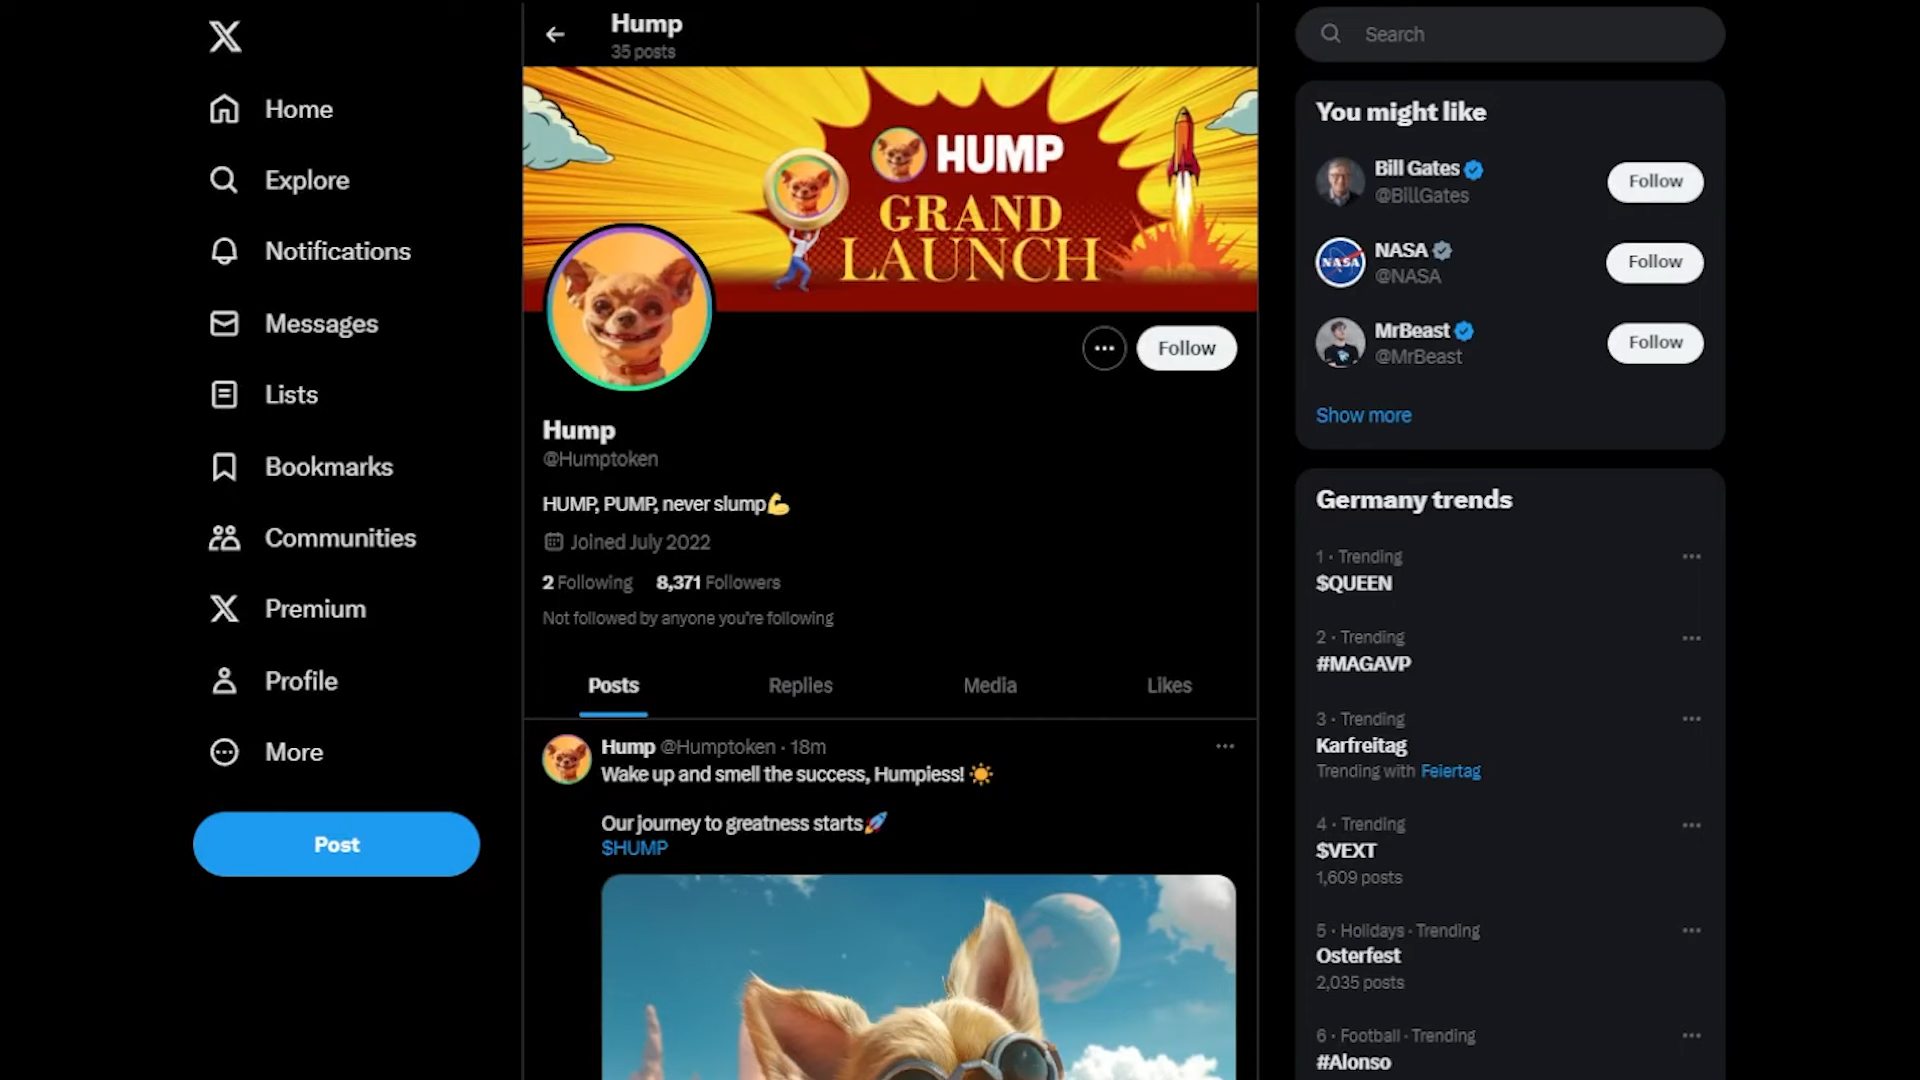 Home
Explore
Notifications
Messages
Lists
Bookmarks
Communities
Premium
Profile
More
Post
Hump
35 posts
HUMP
GRAND
LAUNCH
Follow
Hump
@Humptoken
HUMP, PUMP, never slump💪
Joined July 2022
2 Following 8,371 Followers
Not followed by anyone you're following
Posts Replies Media Likes
Hump @Humptoken · 18m
Wake up and smell the success, Humpiess! ☀️
Our journey to greatness starts🚀
$HUMP
Search
You might like
Bill Gates
@BillGates
Follow
NASA
NASA
@NASA
Follow
MrBeast
@MrBeast
Follow
Show more
Germany trends
1 · Trending
$QUEEN
2 · Trending
#MAGAVP
3 · Trending
Karfreitag
Trending with Feiertag
4 · Trending
$VEXT
1,609 posts
5 · Holidays · Trending
Osterfest
2,035 posts
6 · Football · Trending
#Alonso